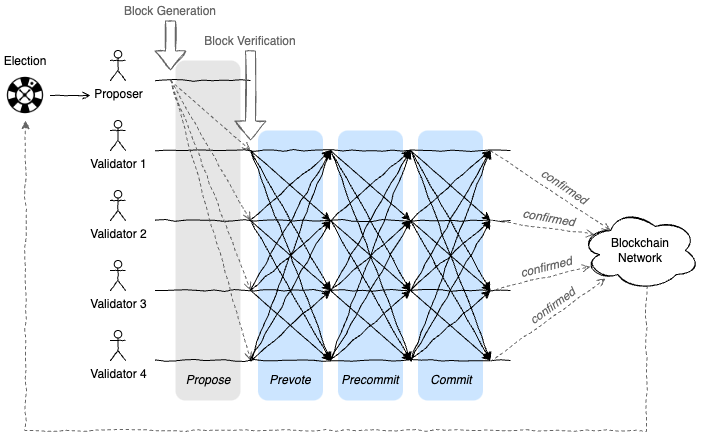 Block Generation
Block Verification
Election
Proposer
Validator 1
confirmed
Validator 2
confirmed
Blockchain
Network
confirmed
Validator 3
confirmed
Validator 4
Propose
Prevote
Precommit
Commit